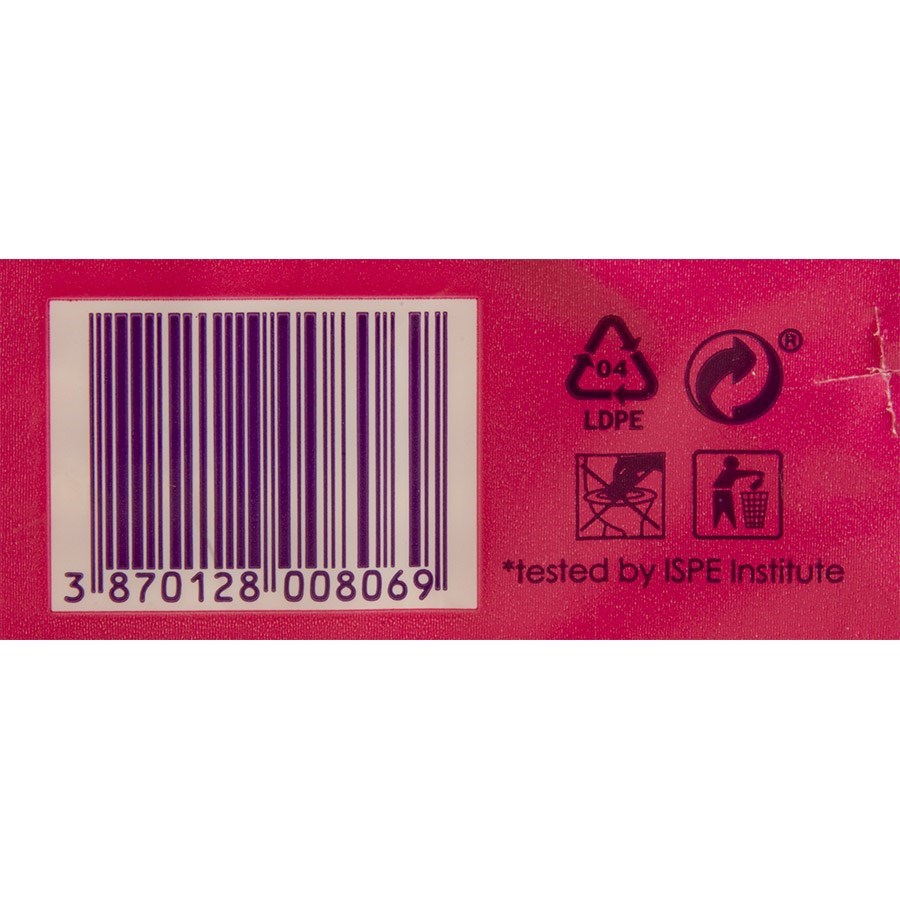 3 870128 008069
04
LDPE
®
*tested by ISPE Institute